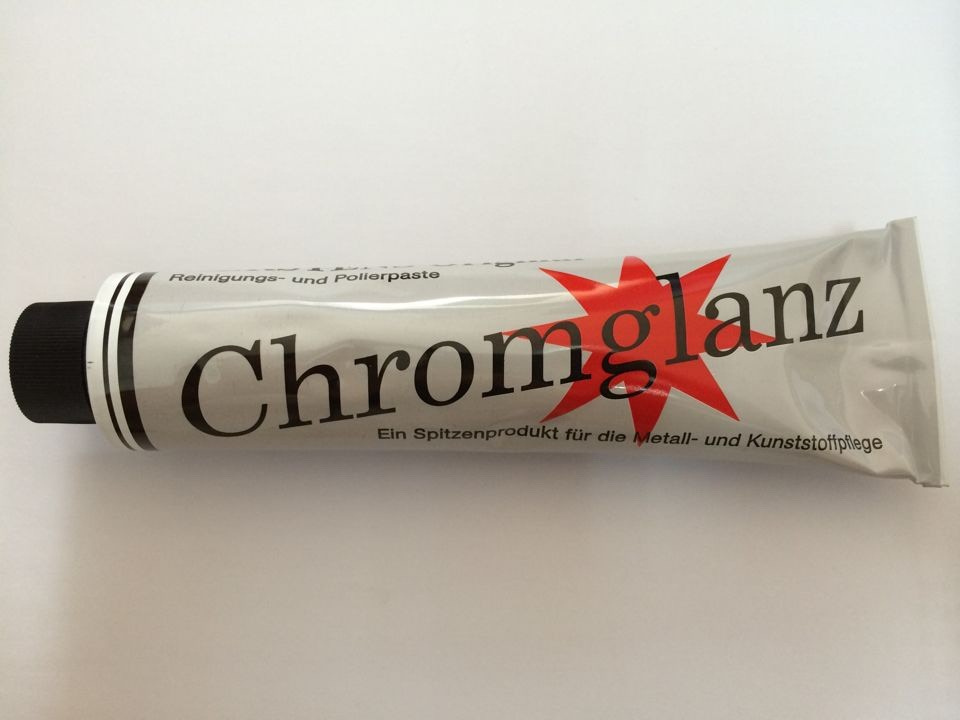 Reinigungs- und Polierpaste
Chromglanz
Ein Spitzenprodukt für die Metall- und Kunststoffpflege